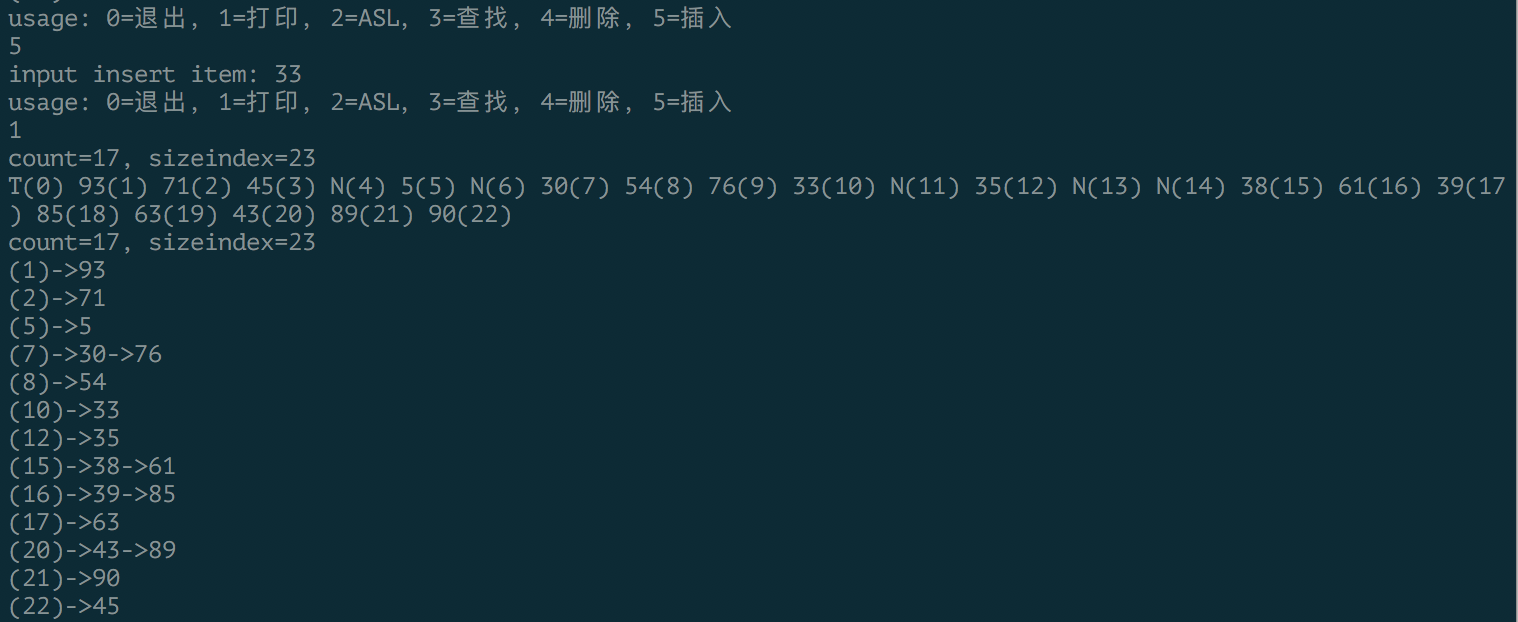 usage: 0=退出, 1=打印, 2=ASL, 3=查找, 4=删除, 5=插入
5
input insert item: 33
usage: 0=退出, 1=打印, 2=ASL, 3=查找, 4=删除, 5=插入
1
count=17, sizeindex=23
T(0) 93(1) 71(2) 45(3) N(4) 5(5) N(6) 30(7) 54(8) 76(9) 33(10) N(11) 35(12) N(13) N(14) 38(15) 61(16) 39(17
) 85(18) 63(19) 43(20) 89(21) 90(22)
count=17, sizeindex=23
(1)->93
(2)->71
(5)->5
(7)->30->76
(8)->54
(10)->33
(12)->35
(15)->38->61
(16)->39->85
(17)->63
(20)->43->89
(21)->90
(22)->45